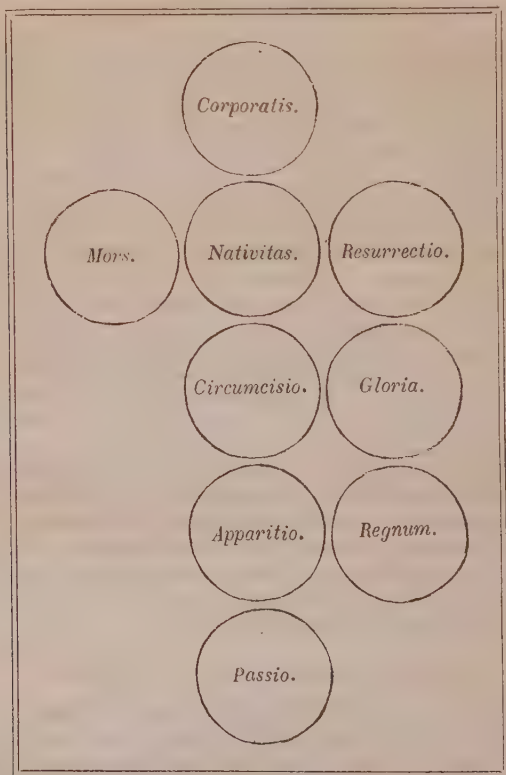 Corporatis.
Mors. Nativitas. Resurrectio.
Circumcisio. Gloria.
Apparitio. Regnum.
Passio.